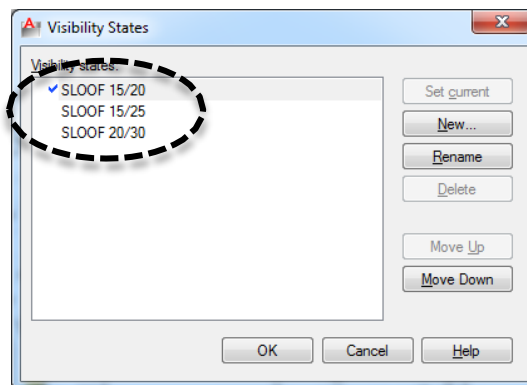 Visibility States
Visibility states:
SLOOF 15/20
SLOOF 15/25
SLOOF 20/30
Set current
New...
Rename
Delete
Move Up
Move Down
OK
Cancel
Help